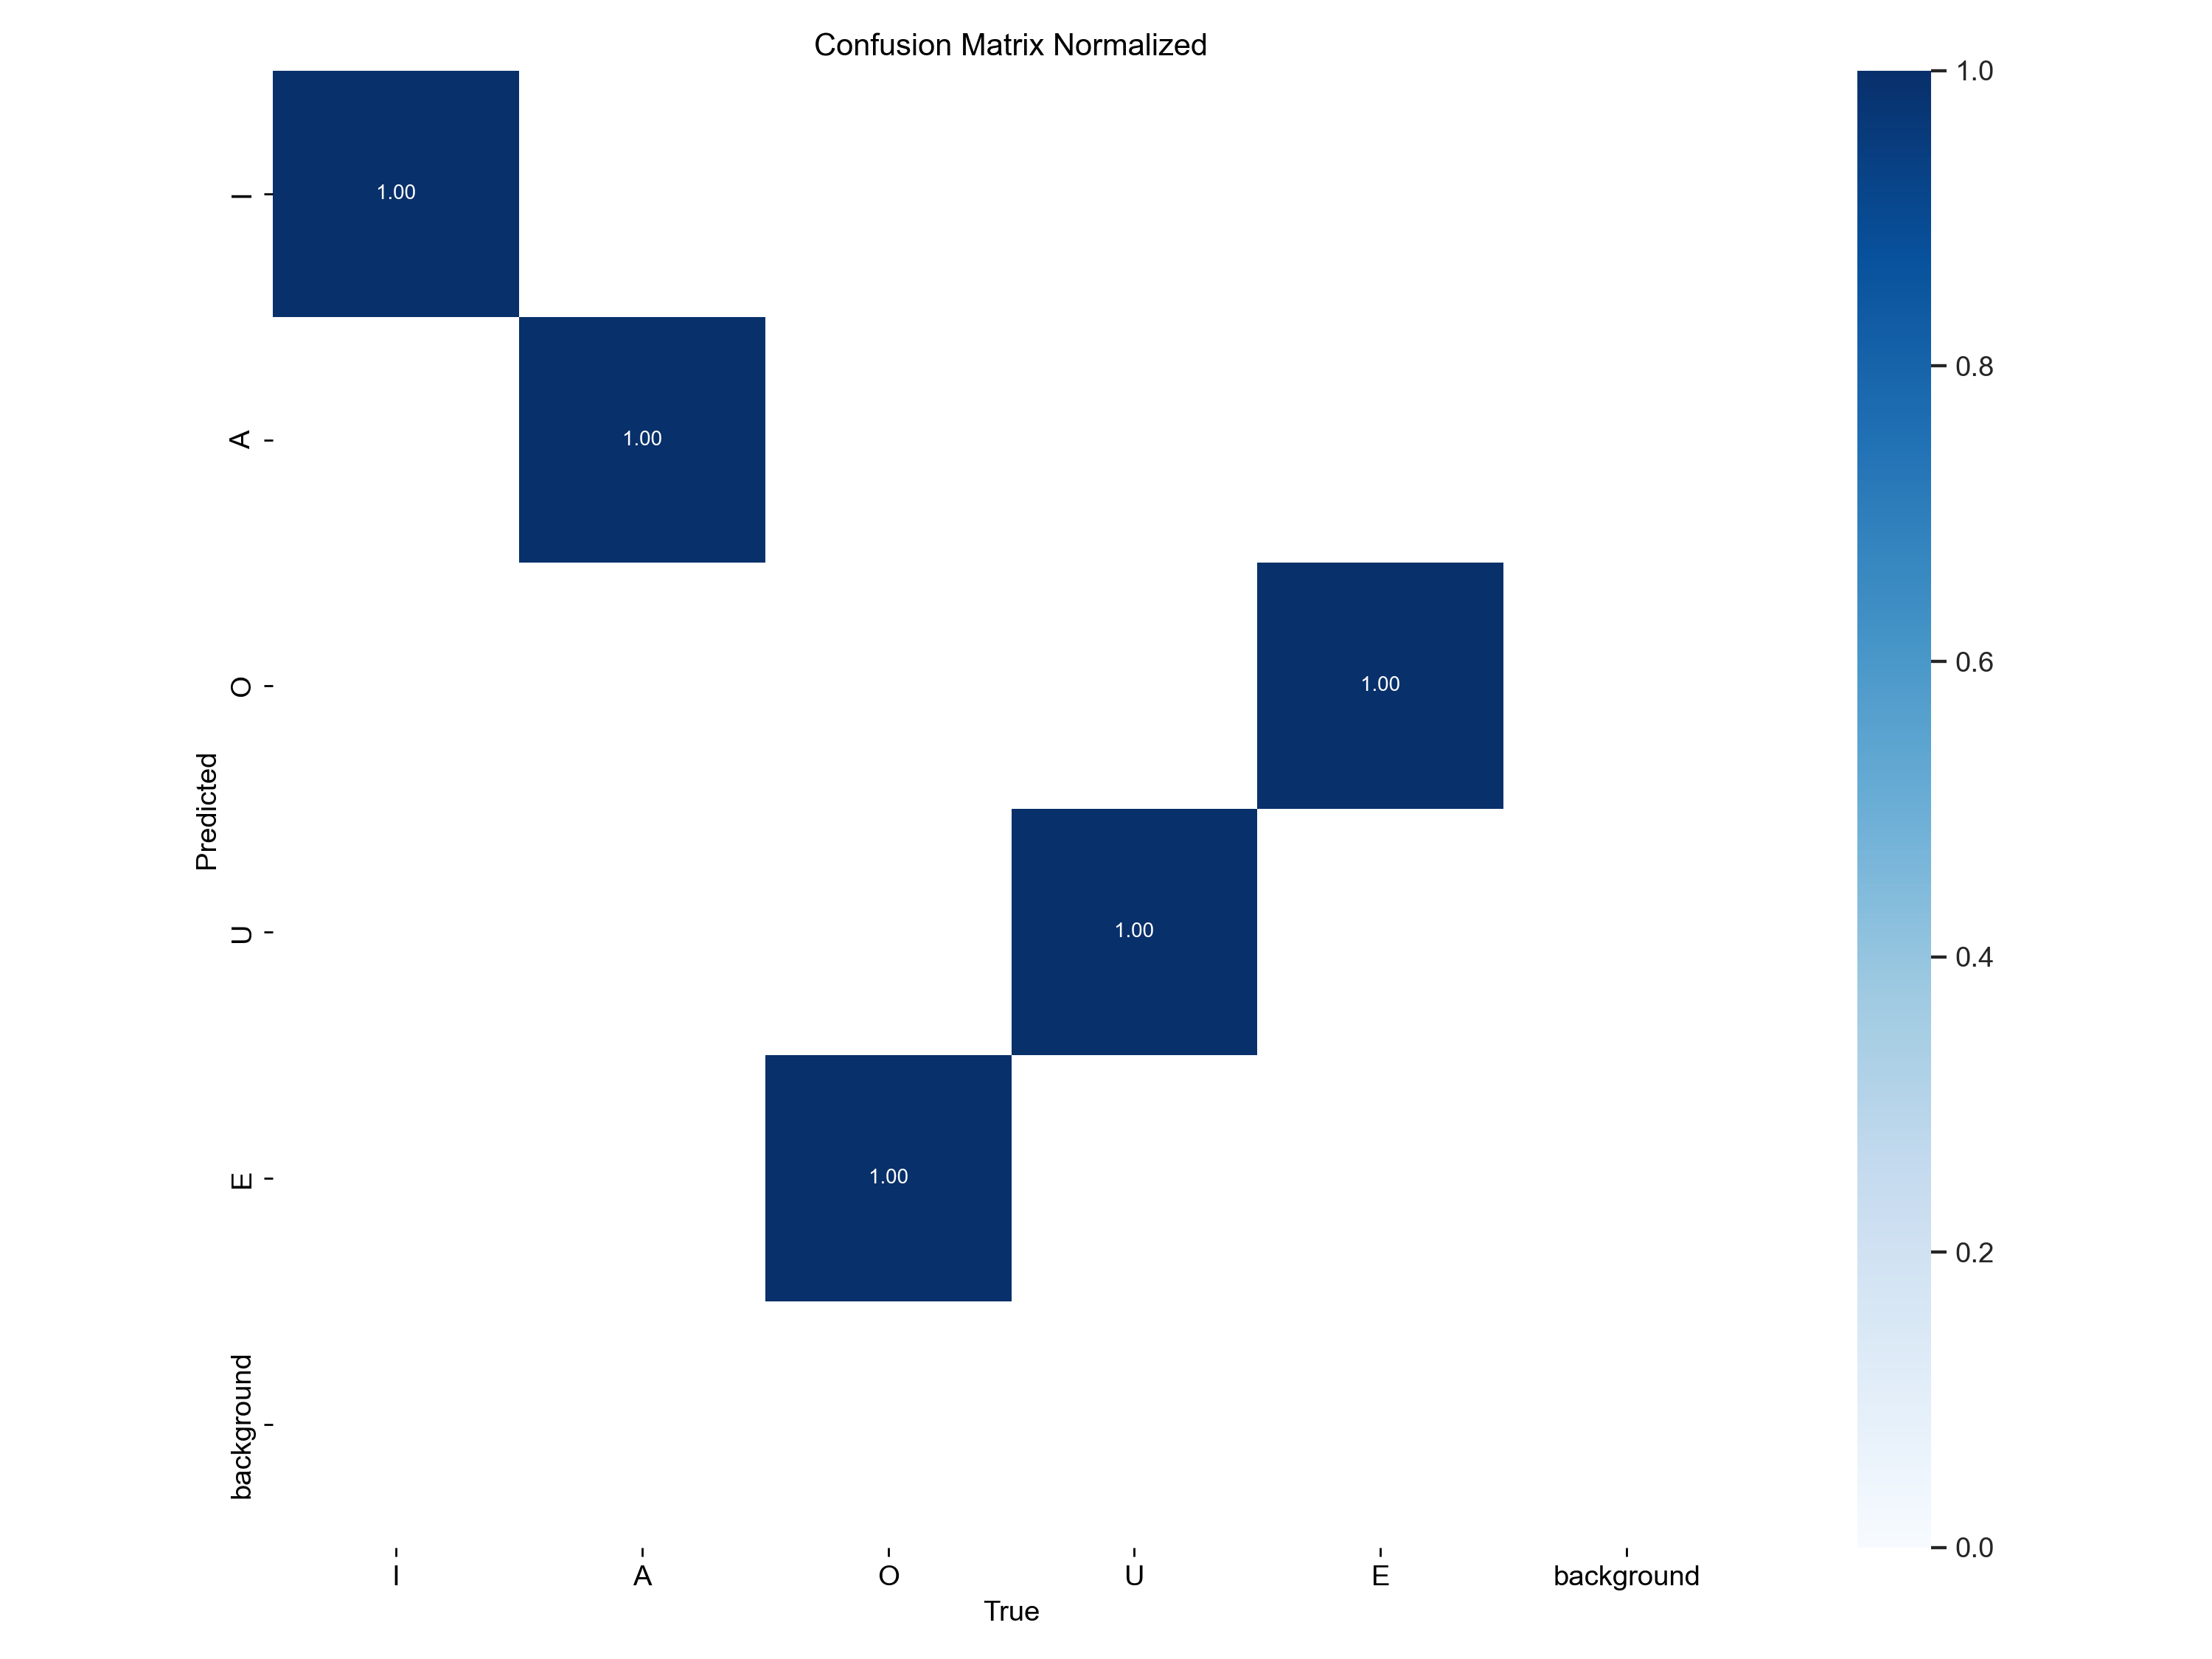 Confusion Matrix Normalized
1.0
I
1.00
0.8
A
1.00
O
1.00
0.6
Predicted
U
1.00
0.4
E
1.00
0.2
background
0.0
I A O U E background
True